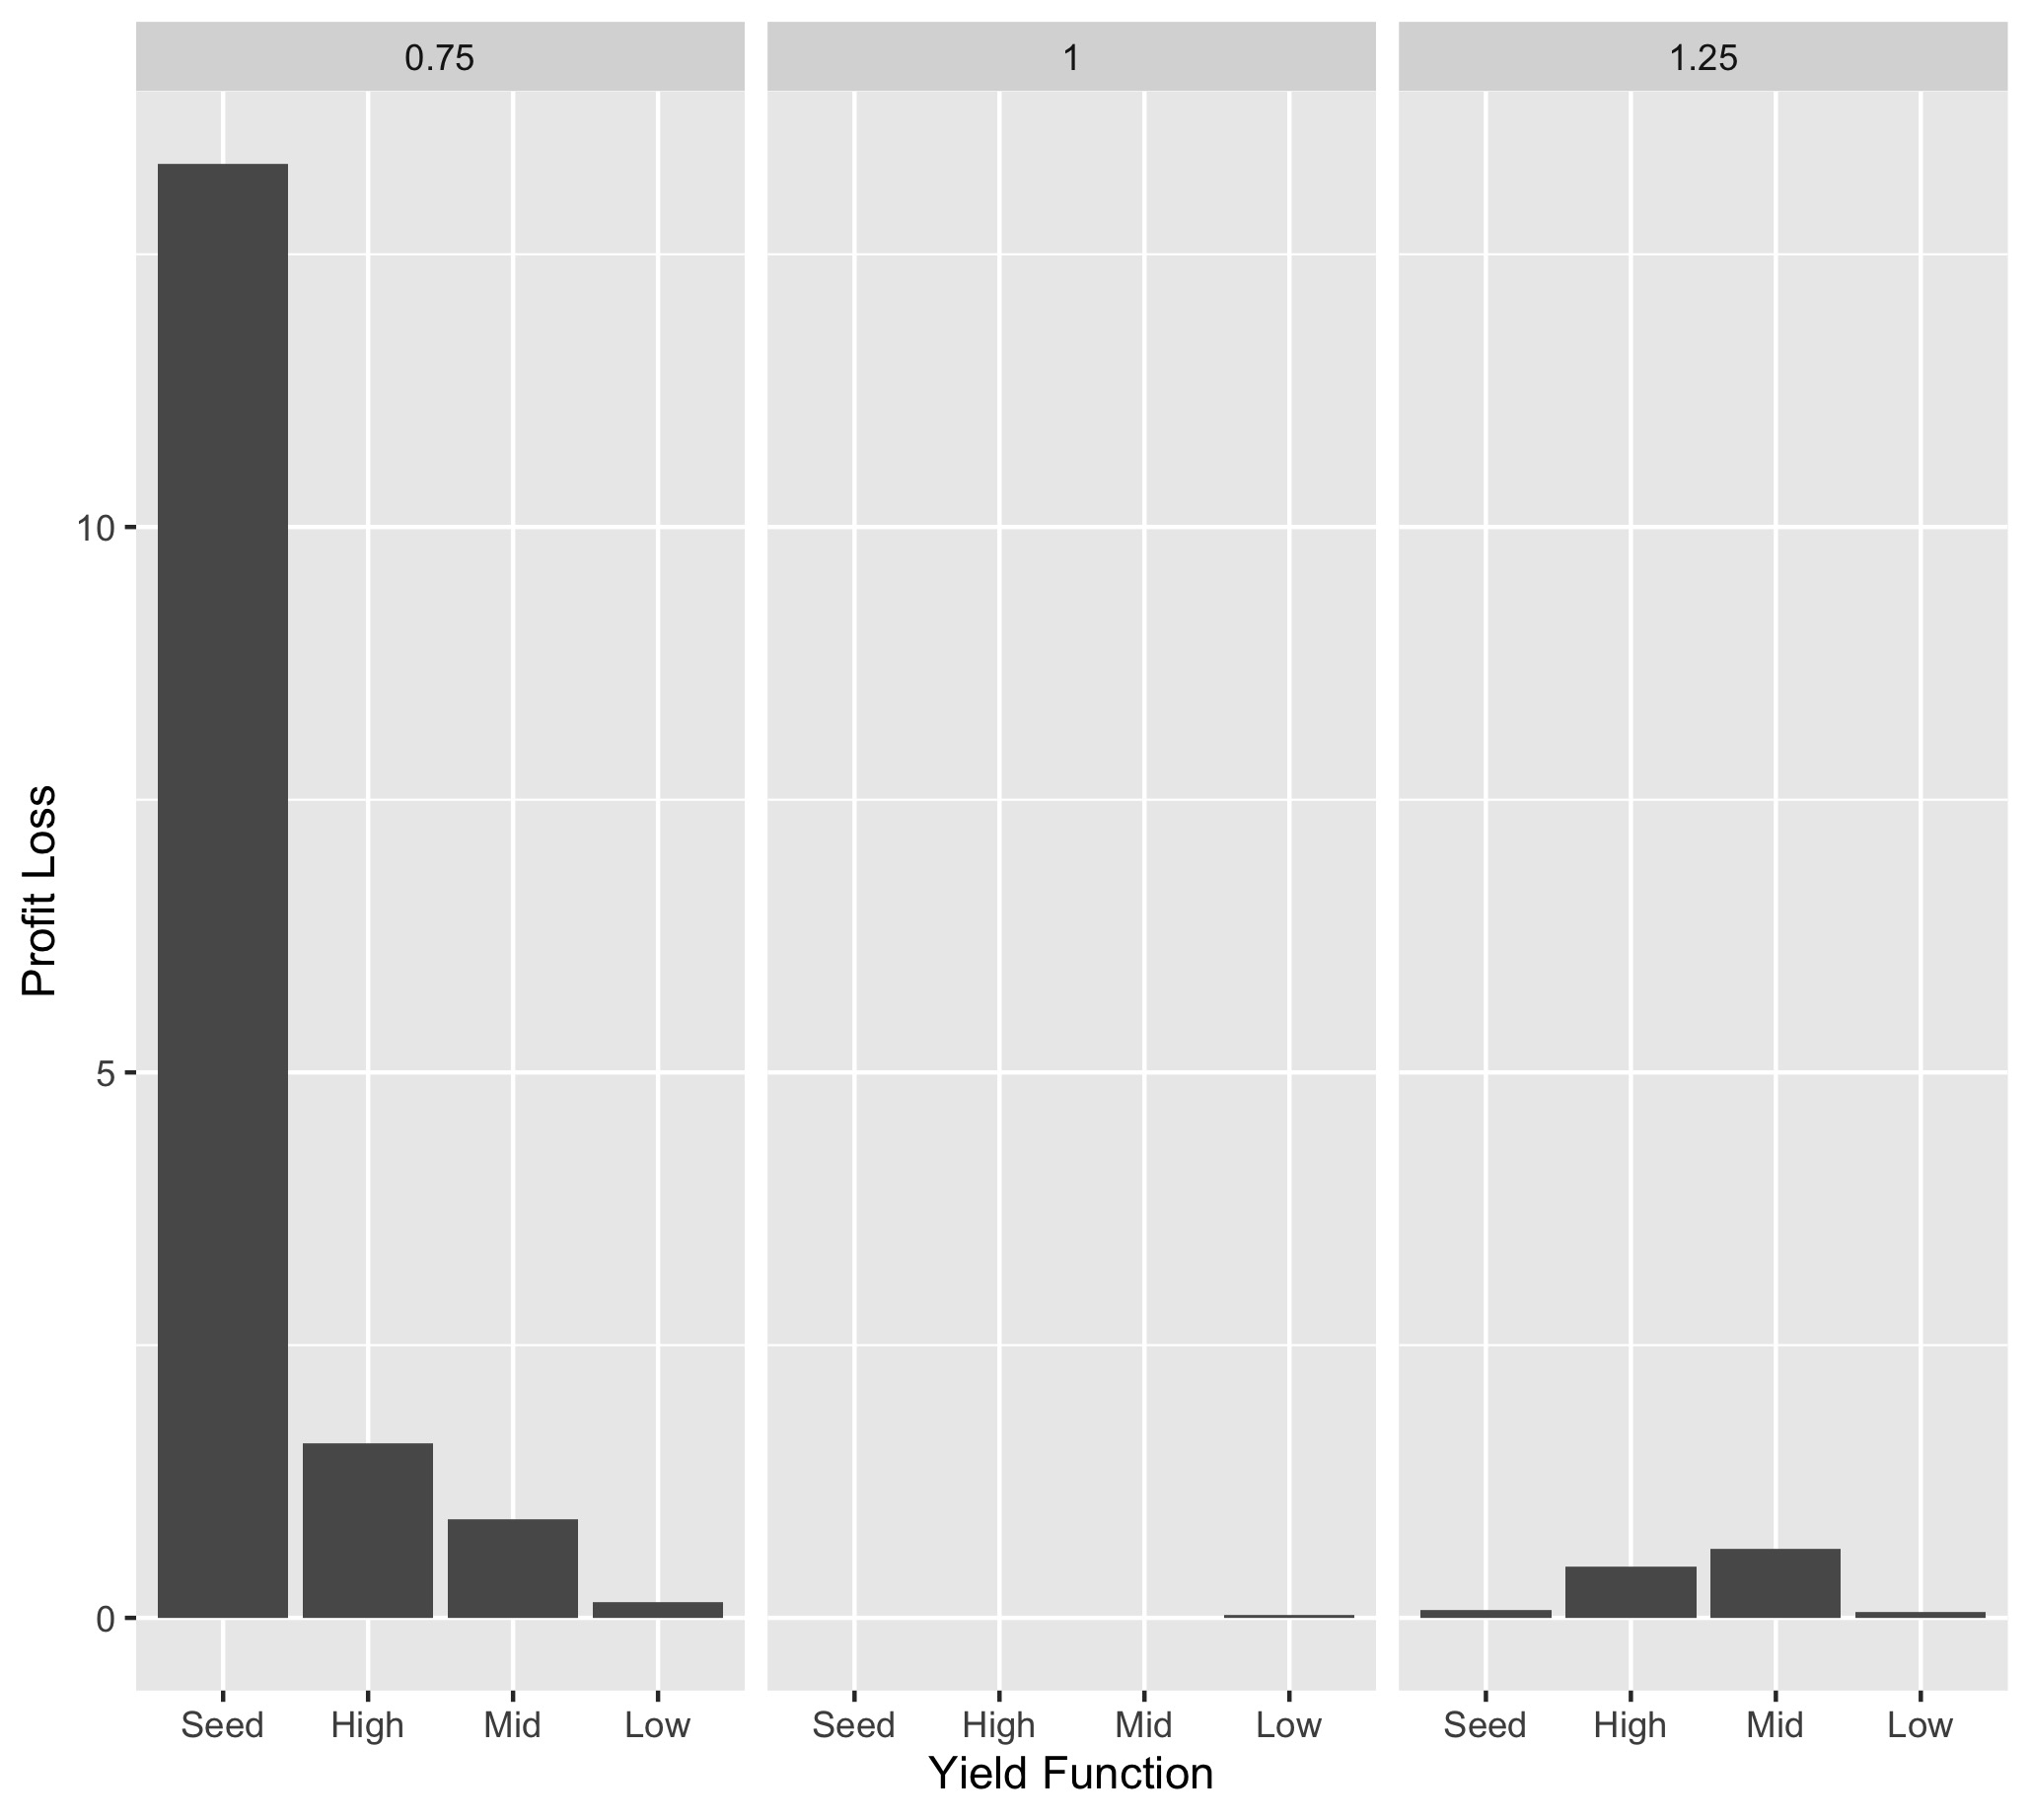 0.75 1 1.25
10
5
0
Profit Loss
Seed High Mid Low Seed High Mid Low Seed High Mid Low
Yield Function